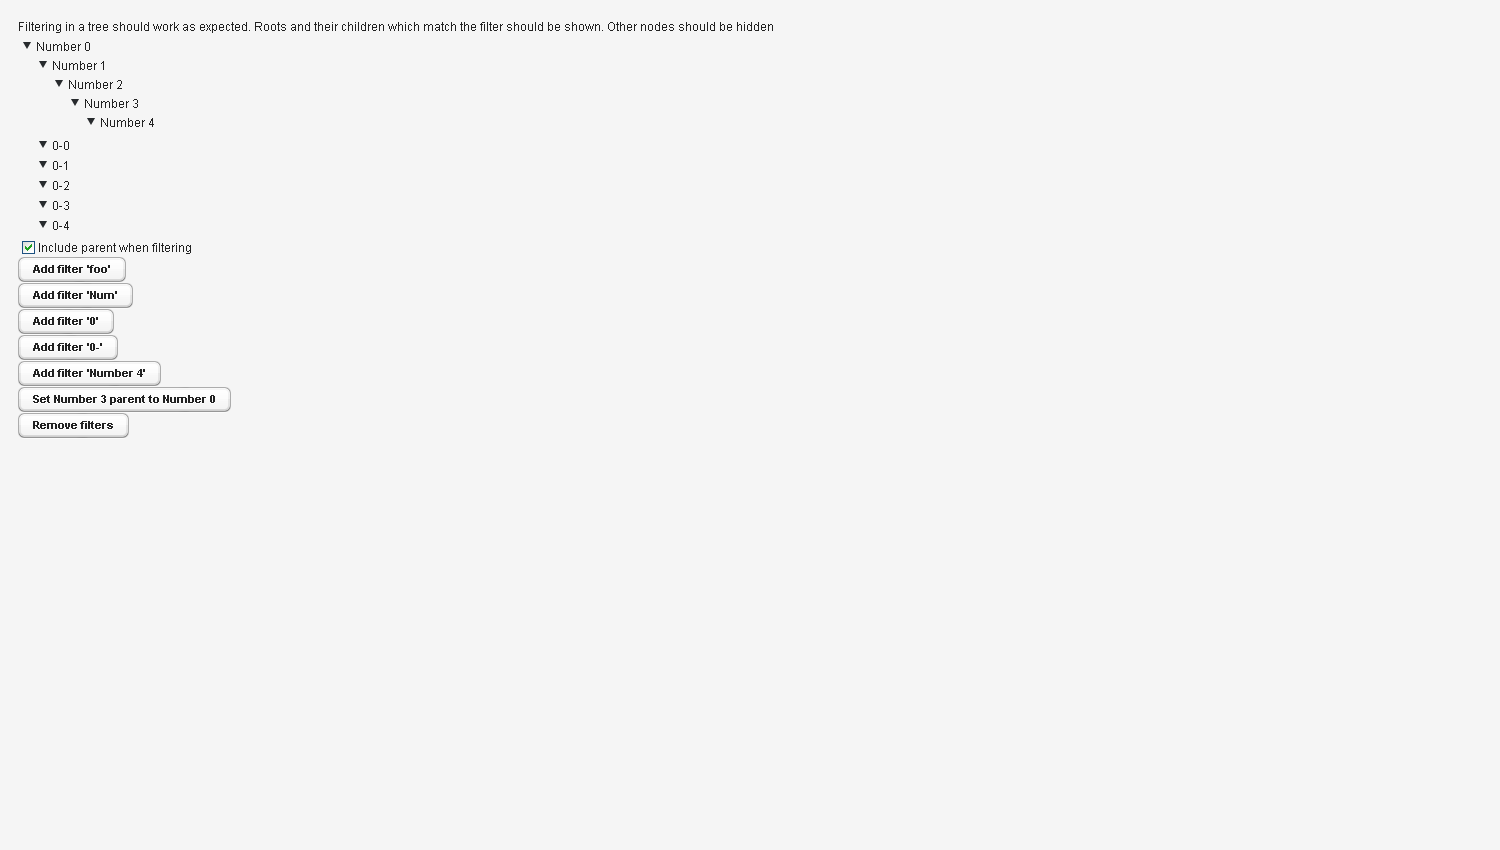 Filtering in a tree should work as expected. Roots and their children which match the filter should be shown. Other nodes should be hidden
Number 0
Number 1
Number 2
Number 3
Number 4
0-0
0-1
0-2
0-3
0-4
Include parent when filtering
Add filter 'foo'
Add filter 'Num'
Add filter '0'
Add filter '0-'
Add filter 'Number 4'
Set Number 3 parent to Number 0
Remove filters